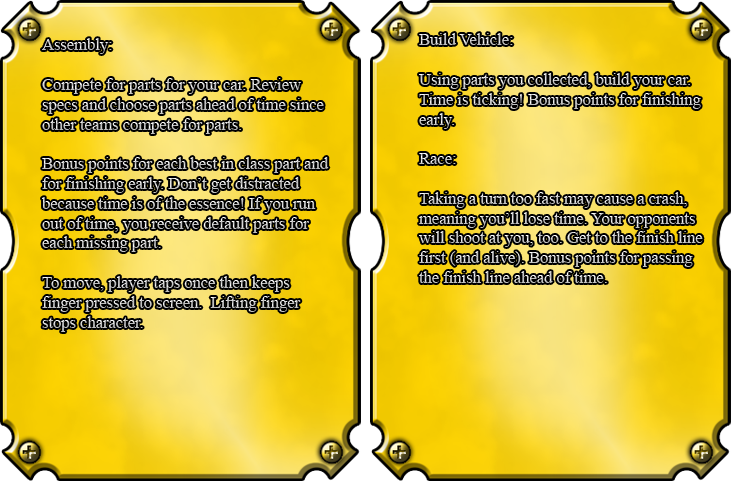 Assembly:
Compete for parts for your car. Review
specs and choose parts ahead of time since
other teams compete for parts.
Bonus points for each best in class part and
for finishing early. Don't get distracted
because time is of the essence! If you run
out of time, you receive default parts for
each missing part.
To move, player taps once then keeps
finger pressed to screen.  Lifting finger
stops character.
Build Vehicle:
Using parts you collected, build your car.
Time is ticking! Bonus points for finishing
early.
Race:
Taking a turn too fast may cause a crash,
meaning you'll lose time. Your opponents
will shoot at you, too. Get to the finish line
first (and alive). Bonus points for passing
the finish line ahead of time.